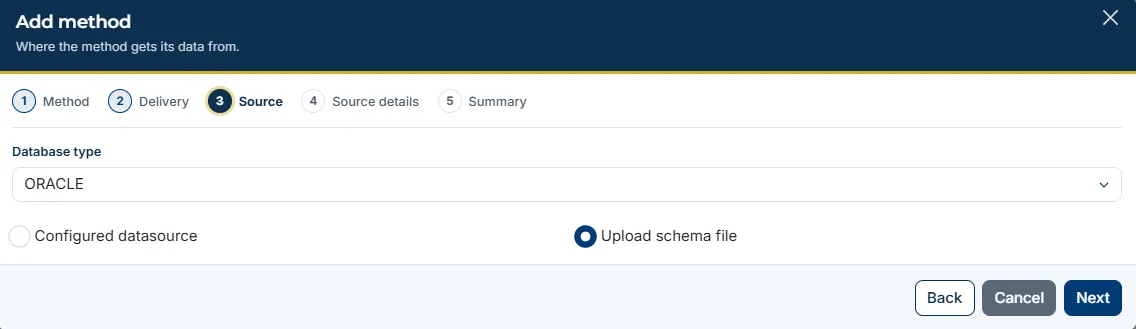 Add method
Where the method gets its data from.
1 Method 2 Delivery 3 Source 4 Source details 5 Summary
Database type
ORACLE
Configured datasource Upload schema file
Back Cancel Next